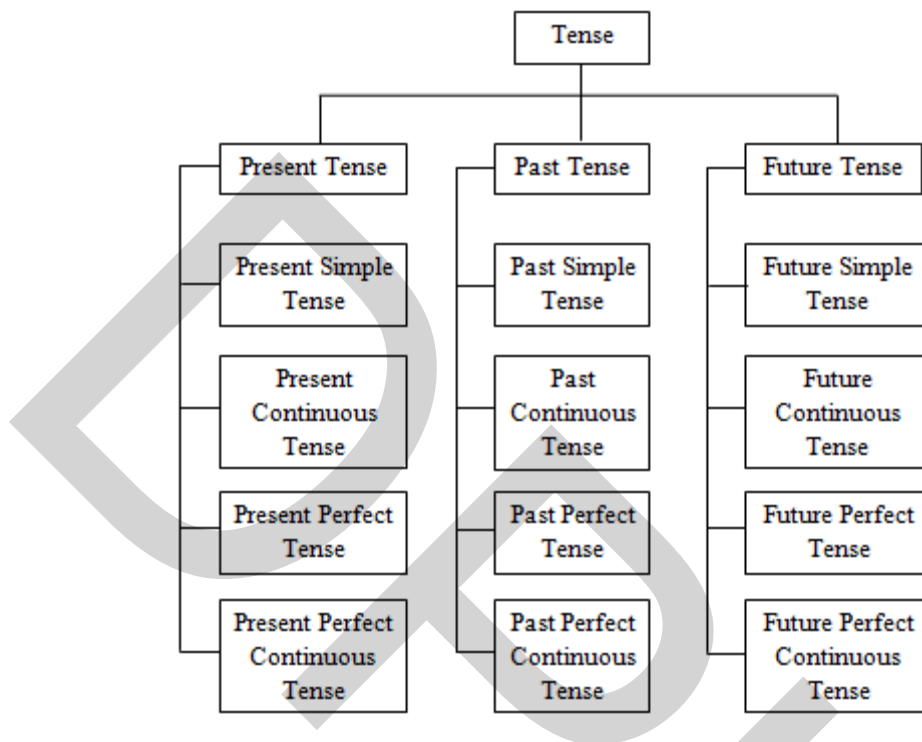 Tense
Present Tense
Past Tense
Future Tense
Present Simple
Tense
Past Simple
Tense
Future Simple
Tense
Present
Continuous
Tense
Past
Continuous
Tense
Future
Continuous
Tense
Present Perfect
Tense
Past Perfect
Tense
Future Perfect
Tense
Present Perfect
Continuous
Tense
Past Perfect
Continuous
Tense
Future Perfect
Continuous
Tense